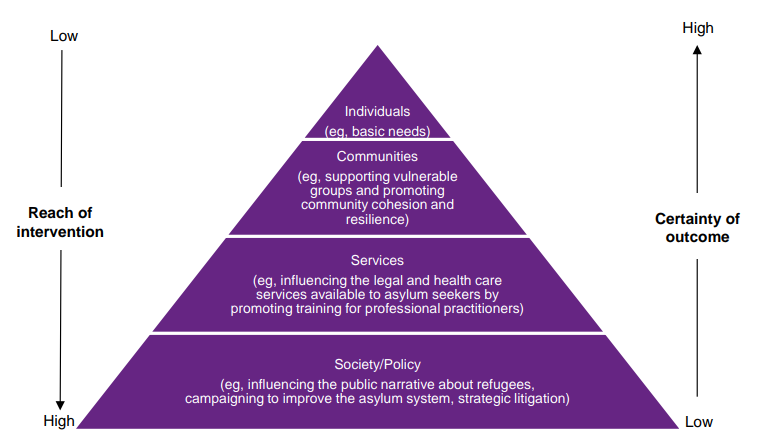 Low
High
Individuals
(eg, basic needs)
Communities
(eg, supporting vulnerable
groups and promoting
community cohesion and
resilience)
Reach of
intervention
Certainty of
outcome
Services
(eg, influencing the legal and health care
services available to asylum seekers by
promoting training for professional practitioners)
Society/Policy
(eg, influencing the public narrative about refugees,
campaigning to improve the asylum system, strategic litigation)
High
Low